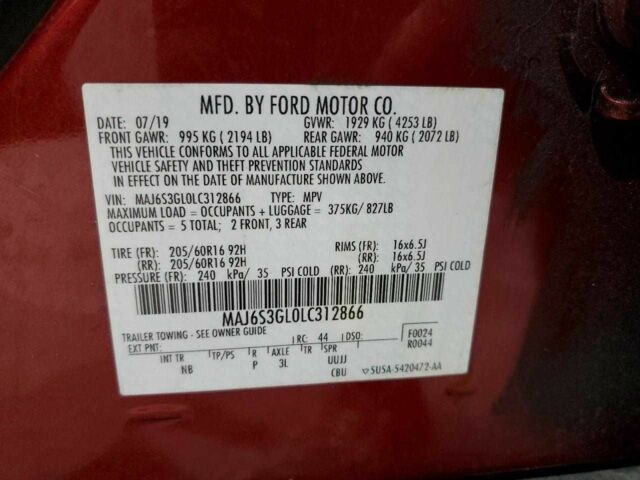 MFD. BY FORD MOTOR CO.
DATE: 07/19 GVWR: 1929 KG ( 4253 LB)
FRONT GAWR: 995 KG ( 2194 LB) REAR GAWR: 940 KG ( 2072 LB)
THIS VEHICLE CONFORMS TO ALL APPLICABLE FEDERAL MOTOR
VEHICLE SAFETY AND THEFT PREVENTION STANDARDS
IN EFFECT ON THE DATE OF MANUFACTURE SHOWN ABOVE.
VIN: MAJ6S3GL0LC312866 TYPE: MPV
MAXIMUM LOAD = OCCUPANTS + LUGGAGE = 375KG/ 827LB
OCCUPANTS = 5 TOTAL; 2 FRONT, 3 REAR
TIRE (FR): 205/60R16 92H RIMS (FR): 16x6.5J
(RR): 205/60R16 92H (RR): 16x6.5J
PRESSURE (FR): 240 kPa/ 35 PSI COLD (RR): 240 kPa/ 35 PSI COLD
MAJ6S3GL0LC312866
TRAILER TOWING - SEE OWNER GUIDE
EXT PNT: RC: 44 DSO: F0024
R0044
INT TR TP/PS R AXLE TR SPR
NB P 3L UUJJ
CBU 5U5A-5420472-AA